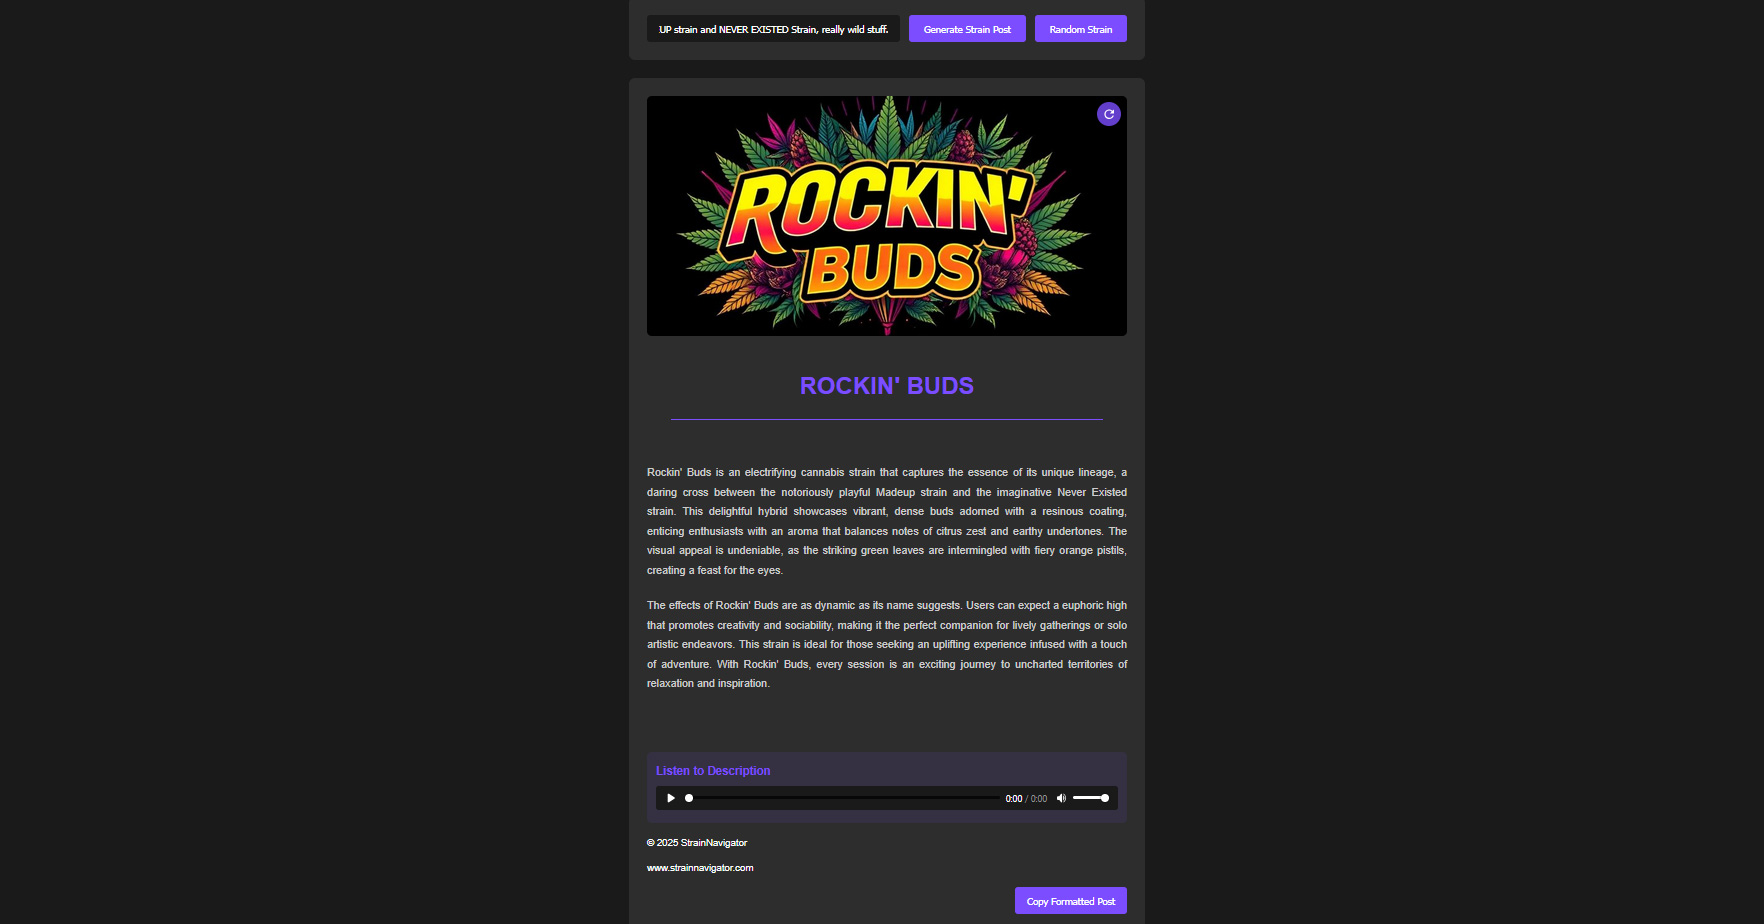 UP strain and NEVER EXISTED Strain, really wild stuff.
Generate Strain Post
Random Strain
ROCKIN'
BUDS
ROCKIN' BUDS
Rockin' Buds is an electrifying cannabis strain that captures the essence of its unique lineage, a
daring cross between the notoriously playful Madeup strain and the imaginative Never Existed
strain. This delightful hybrid showcases vibrant, dense buds adorned with a resinous coating,
enticing enthusiasts with an aroma that balances notes of citrus zest and earthy undertones. The
visual appeal is undeniable, as the striking green leaves are intermingled with fiery orange pistils,
creating a feast for the eyes.
The effects of Rockin' Buds are as dynamic as its name suggests. Users can expect a euphoric high
that promotes creativity and sociability, making it the perfect companion for lively gatherings or solo
artistic endeavors. This strain is ideal for those seeking an uplifting experience infused with a touch
of adventure. With Rockin' Buds, every session is an exciting journey to uncharted territories of
relaxation and inspiration.
Listen to Description
0:00 / 0:00
© 2025 StrainNavigator
www.strainnavigator.com
Copy Formatted Post